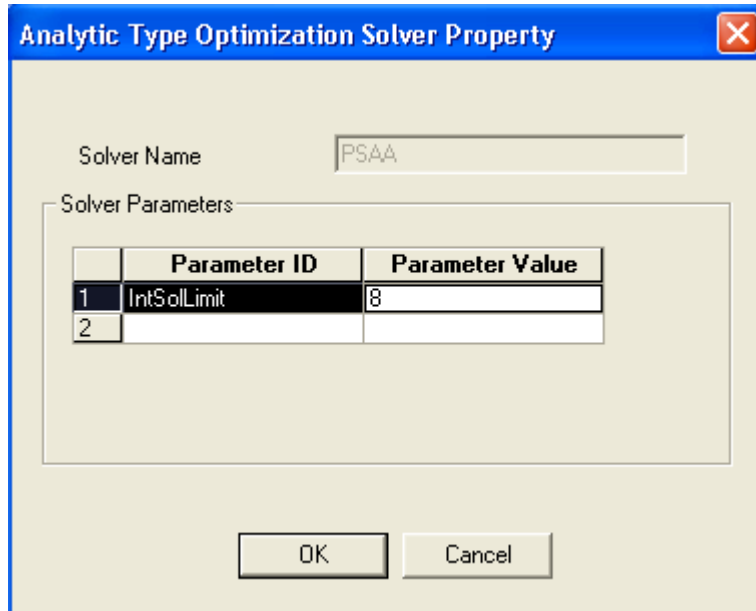 Analytic Type Optimization Solver Property
Solver Name PSAA
Solver Parameters
Parameter ID Parameter Value
1 IntSolLimit 8
2
OK Cancel